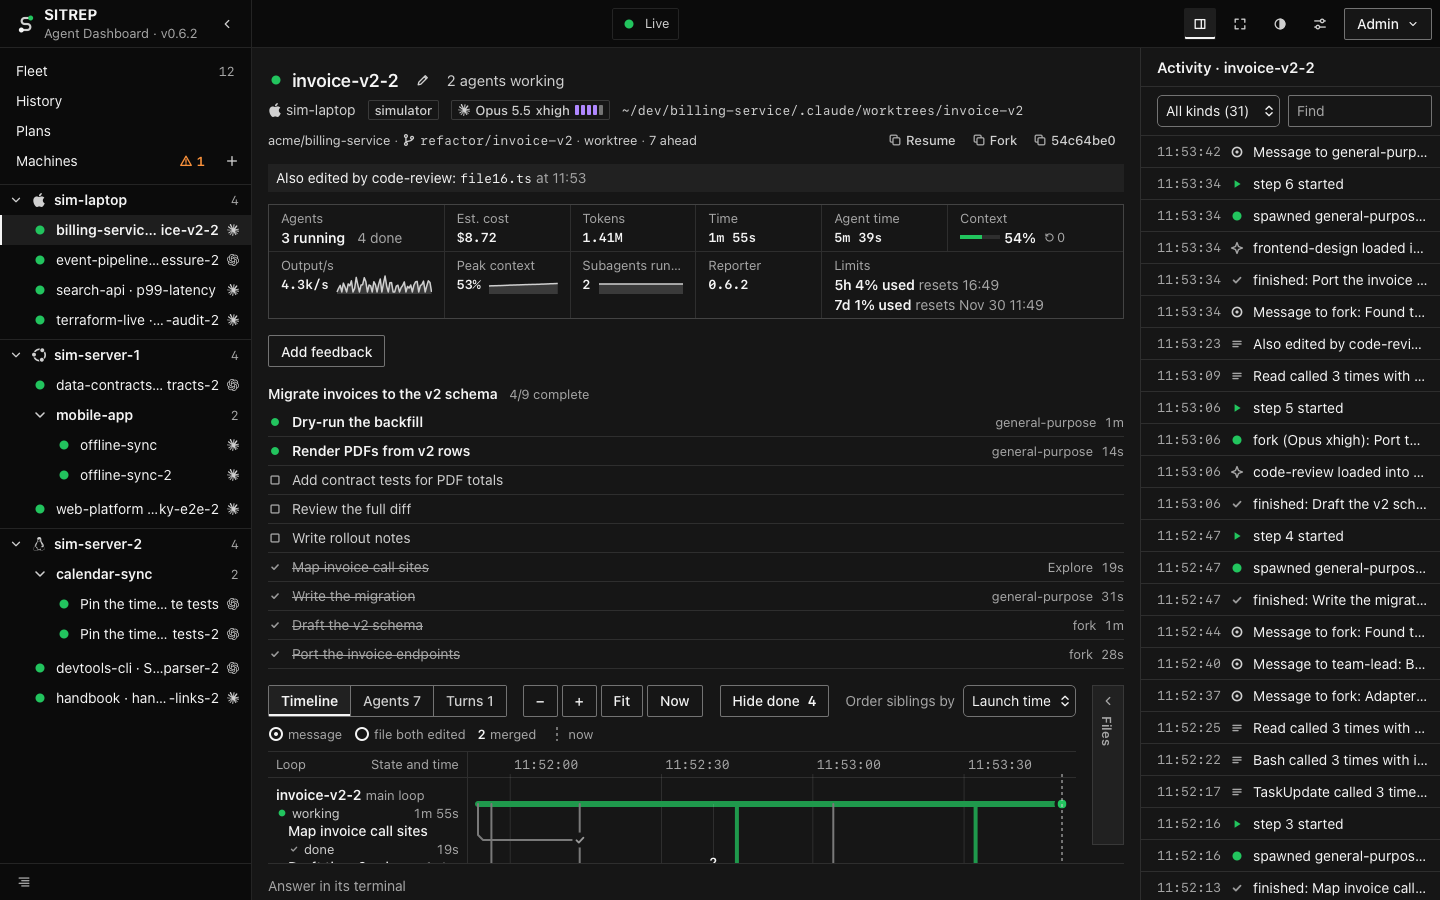 SITREP
Agent Dashboard · v0.6.2
Live
Admin
Fleet 12
History
Plans
Machines 1
sim-laptop 4
billing-servic... ice-v2-2
event-pipeline... essure-2
search-api · p99-latency
terraform-live ·... -audit-2
sim-server-1 4
data-contracts... tracts-2
mobile-app 2
offline-sync
offline-sync-2
web-platform ...ky-e2e-2
sim-server-2 4
calendar-sync 2
Pin the time... te tests
Pin the time... tests-2
devtools-cli · S...parser-2
handbook · han... -links-2
invoice-v2-2 2 agents working
sim-laptop simulator Opus 5.5 xhigh ~/dev/billing-service/.claude/worktrees/invoice-v2
acme/billing-service · refactor/invoice-v2 · worktree · 7 ahead Resume Fork 54c64be0
Also edited by code-review: file16.ts at 11:53
Agents Est. cost Tokens Time Agent time Context
3 running 4 done $8.72 1.41M 1m 55s 5m 39s 54% 0
Output/s Peak context Subagents run... Reporter Limits
4.3k/s 53% 2 0.6.2 5h 4% used resets 16:49
7d 1% used resets Nov 30 11:49
Add feedback
Migrate invoices to the v2 schema 4/9 complete
Dry-run the backfill general-purpose 1m
Render PDFs from v2 rows general-purpose 14s
Add contract tests for PDF totals
Review the full diff
Write rollout notes
Map invoice call sites Explore 19s
Write the migration general-purpose 31s
Draft the v2 schema fork 1m
Port the invoice endpoints fork 28s
Timeline Agents 7 Turns 1 − + Fit Now Hide done 4 Order siblings by Launch time
Files
message file both edited 2 merged now
Loop State and time 11:52:00 11:52:30 11:53:00 11:53:30
invoice-v2-2 main loop
working 1m 55s
Map invoice call sites
done 19s
2
Answer in its terminal
Activity · invoice-v2-2
All kinds (31) Find
11:53:42 Message to general-purp...
11:53:34 step 6 started
11:53:34 spawned general-purpos...
11:53:34 frontend-design loaded i...
11:53:34 finished: Port the invoice ...
11:53:34 Message to fork: Found t...
11:53:23 Also edited by code-revi...
11:53:09 Read called 3 times with ...
11:53:06 step 5 started
11:53:06 fork (Opus xhigh): Port t...
11:53:06 code-review loaded into ...
11:53:06 finished: Draft the v2 sch...
11:52:47 step 4 started
11:52:47 spawned general-purpos...
11:52:47 finished: Write the migrat...
11:52:44 Message to fork: Found t...
11:52:40 Message to team-lead: B...
11:52:37 Message to fork: Adapter...
11:52:25 Read called 3 times with ...
11:52:22 Bash called 3 times with i...
11:52:17 TaskUpdate called 3 time...
11:52:16 step 3 started
11:52:16 spawned general-purpos...
11:52:13 finished: Map invoice call...